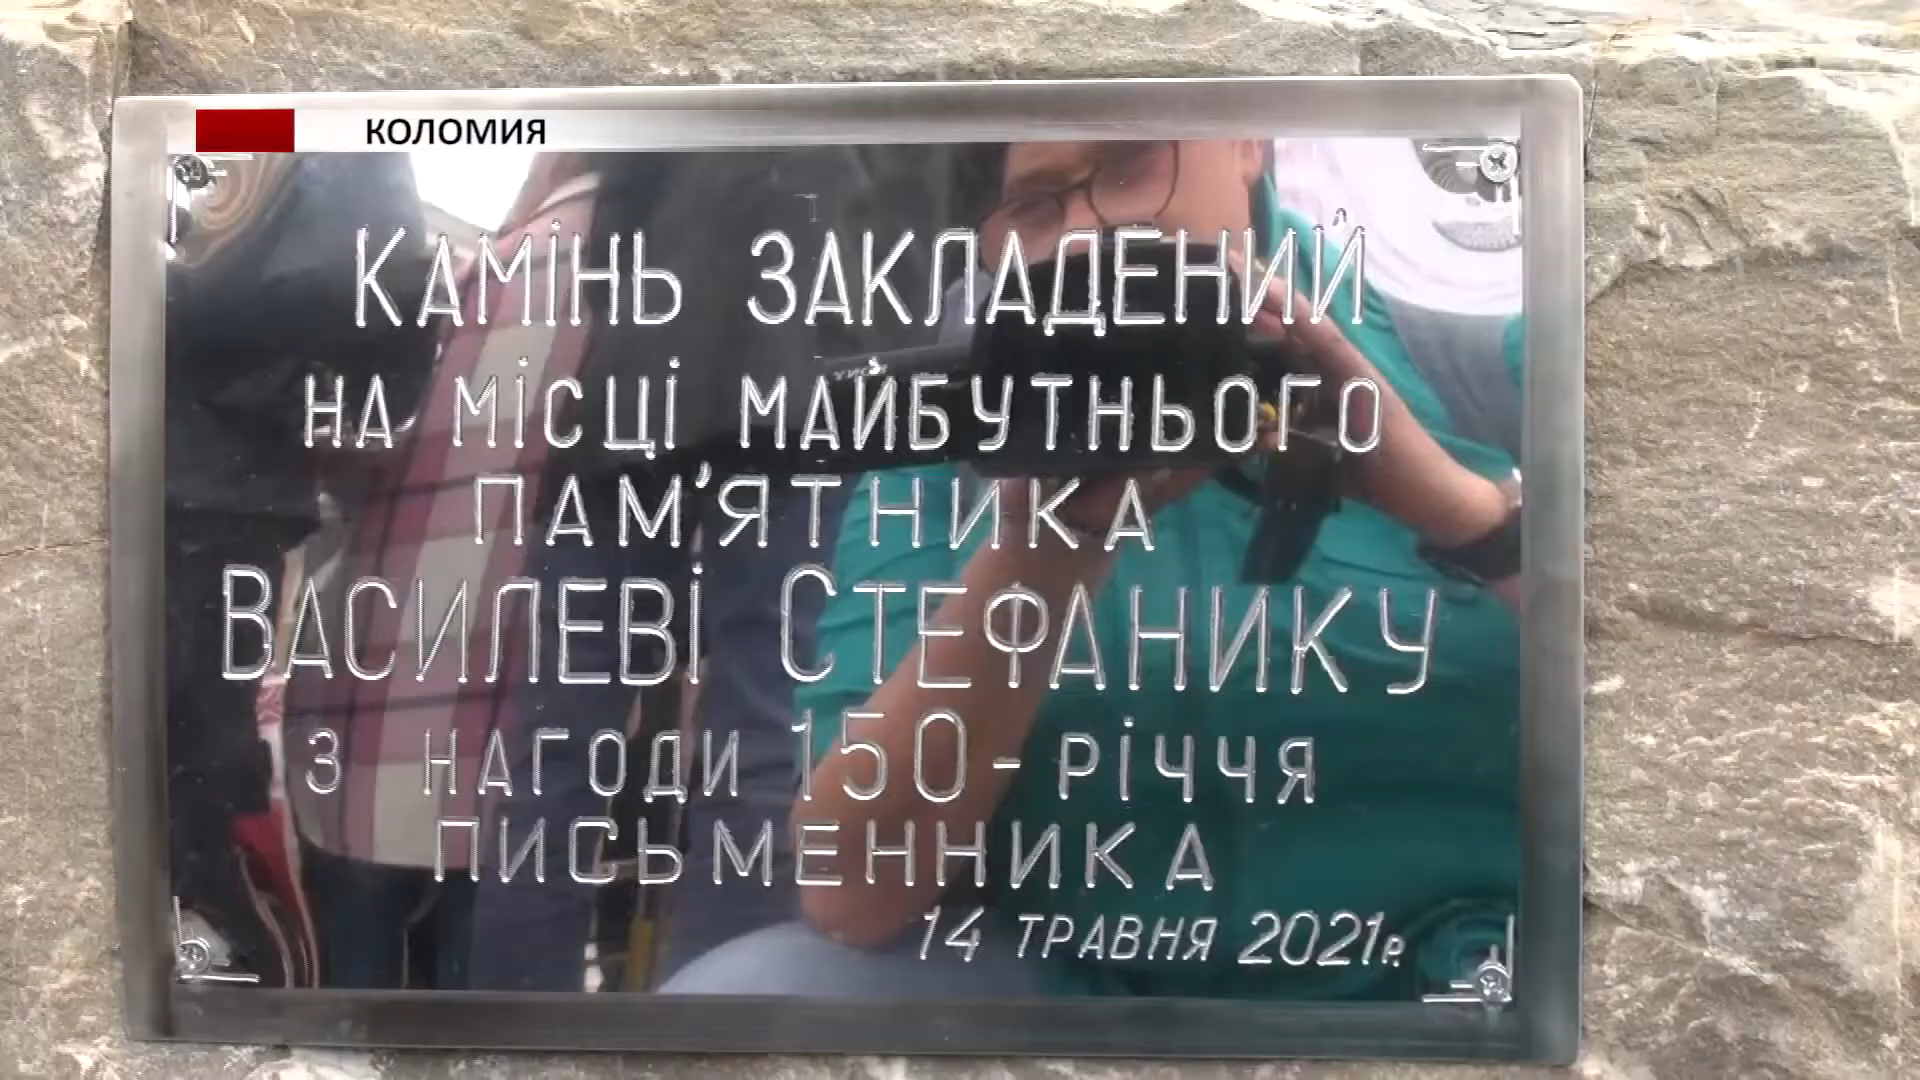 КОЛОМИЯ
КАМІНЬ ЗАКЛАДЕНИЙ
НА МІСЦІ МАЙБУТНЬОГО
ПАМ'ЯТНИКА
ВАСИЛЕВІ СТЕФАНИКУ
З НАГОДИ 150-РІЧЧЯ
ПИСЬМЕННИКА
14 ТРАВНЯ 2021р.